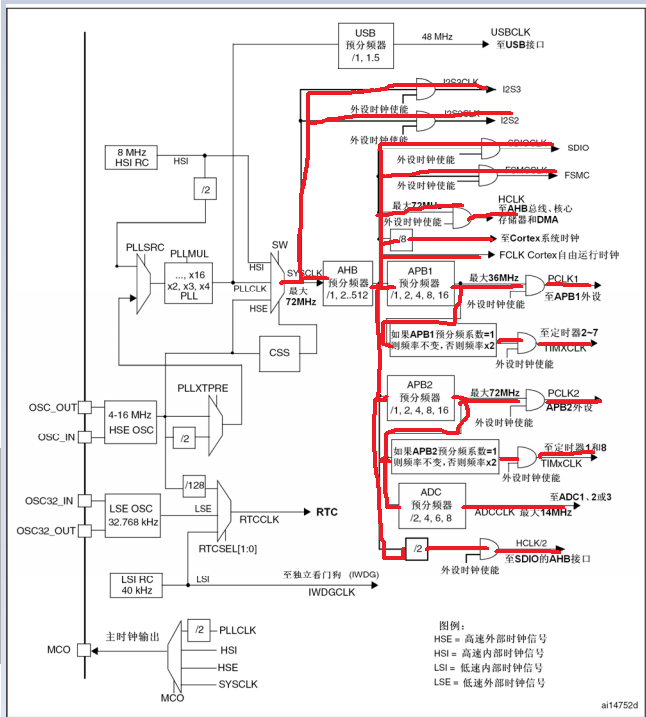 USB
预分频器
/1, 1.5
48 MHz
USBCLK
至USB接口
I2S3CLK
I2S3
外设时钟使能
I2S2CLK
I2S2
外设时钟使能
SDIOCLK
SDIO
外设时钟使能
FSMCCLK
FSMC
外设时钟使能
8 MHz
HSI RC
HSI
/2
最大72MHz
HCLK
至AHB总线、核心
存储器和DMA
外设时钟使能
/8
至Cortex系统时钟
FCLK Cortex自由运行时钟
PLLSRC
PLLMUL
..., x16
x2, x3, x4
PLL
PLLCLK
SW
HSI
HSE
SYSCLK
最大
72MHz
AHB
预分频器
/1, 2..512
APB1
预分频器
/1, 2, 4, 8, 16
最大36MHz
PCLK1
至APB1外设
外设时钟使能
如果APB1预分频系数=1
则频率不变，否则频率x2
至定时器2~7
TIMXCLK
外设时钟使能
CSS
PLLXTPRE
OSC_OUT
OSC_IN
4-16 MHz
HSE OSC
/2
APB2
预分频器
/1, 2, 4, 8, 16
最大72MHz
PCLK2
APB2外设
外设时钟使能
如果APB2预分频系数=1
则频率不变，否则频率x2
至定时器1和8
TIMxCLK
外设时钟使能
OSC32_IN
OSC32_OUT
LSE OSC
32.768 kHz
/128
LSE
RTCCLK
RTC
RTCSEL[1:0]
ADC
预分频器
/2, 4, 6, 8
至ADC1、2或3
ADCCLK 最大14MHz
/2
HCLK/2
至SDIO的AHB接口
外设时钟使能
LSI RC
40 kHz
LSI
至独立看门狗 (IWDG)
IWDGCLK
MCO
主时钟输出
/2
PLLCLK
HSI
HSE
SYSCLK
MCO
图例：
HSE = 高速外部时钟信号
HSI = 高速内部时钟信号
LSI = 低速内部时钟信号
LSE = 低速外部时钟信号
ai14752d